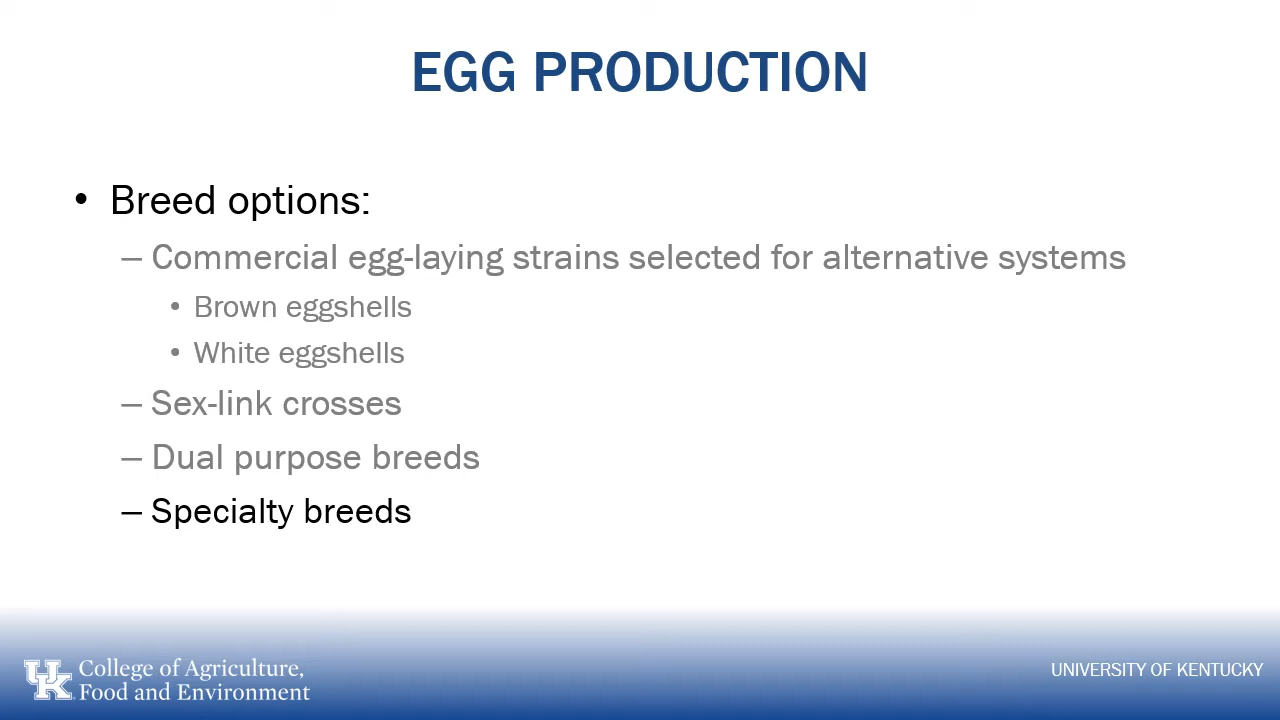 EGG PRODUCTION
• Breed options:
– Commercial egg-laying strains selected for alternative systems
• Brown eggshells
• White eggshells
– Sex-link crosses
– Dual purpose breeds
– Specialty breeds
UK College of Agriculture,
Food and Environment
UNIVERSITY OF KENTUCKY